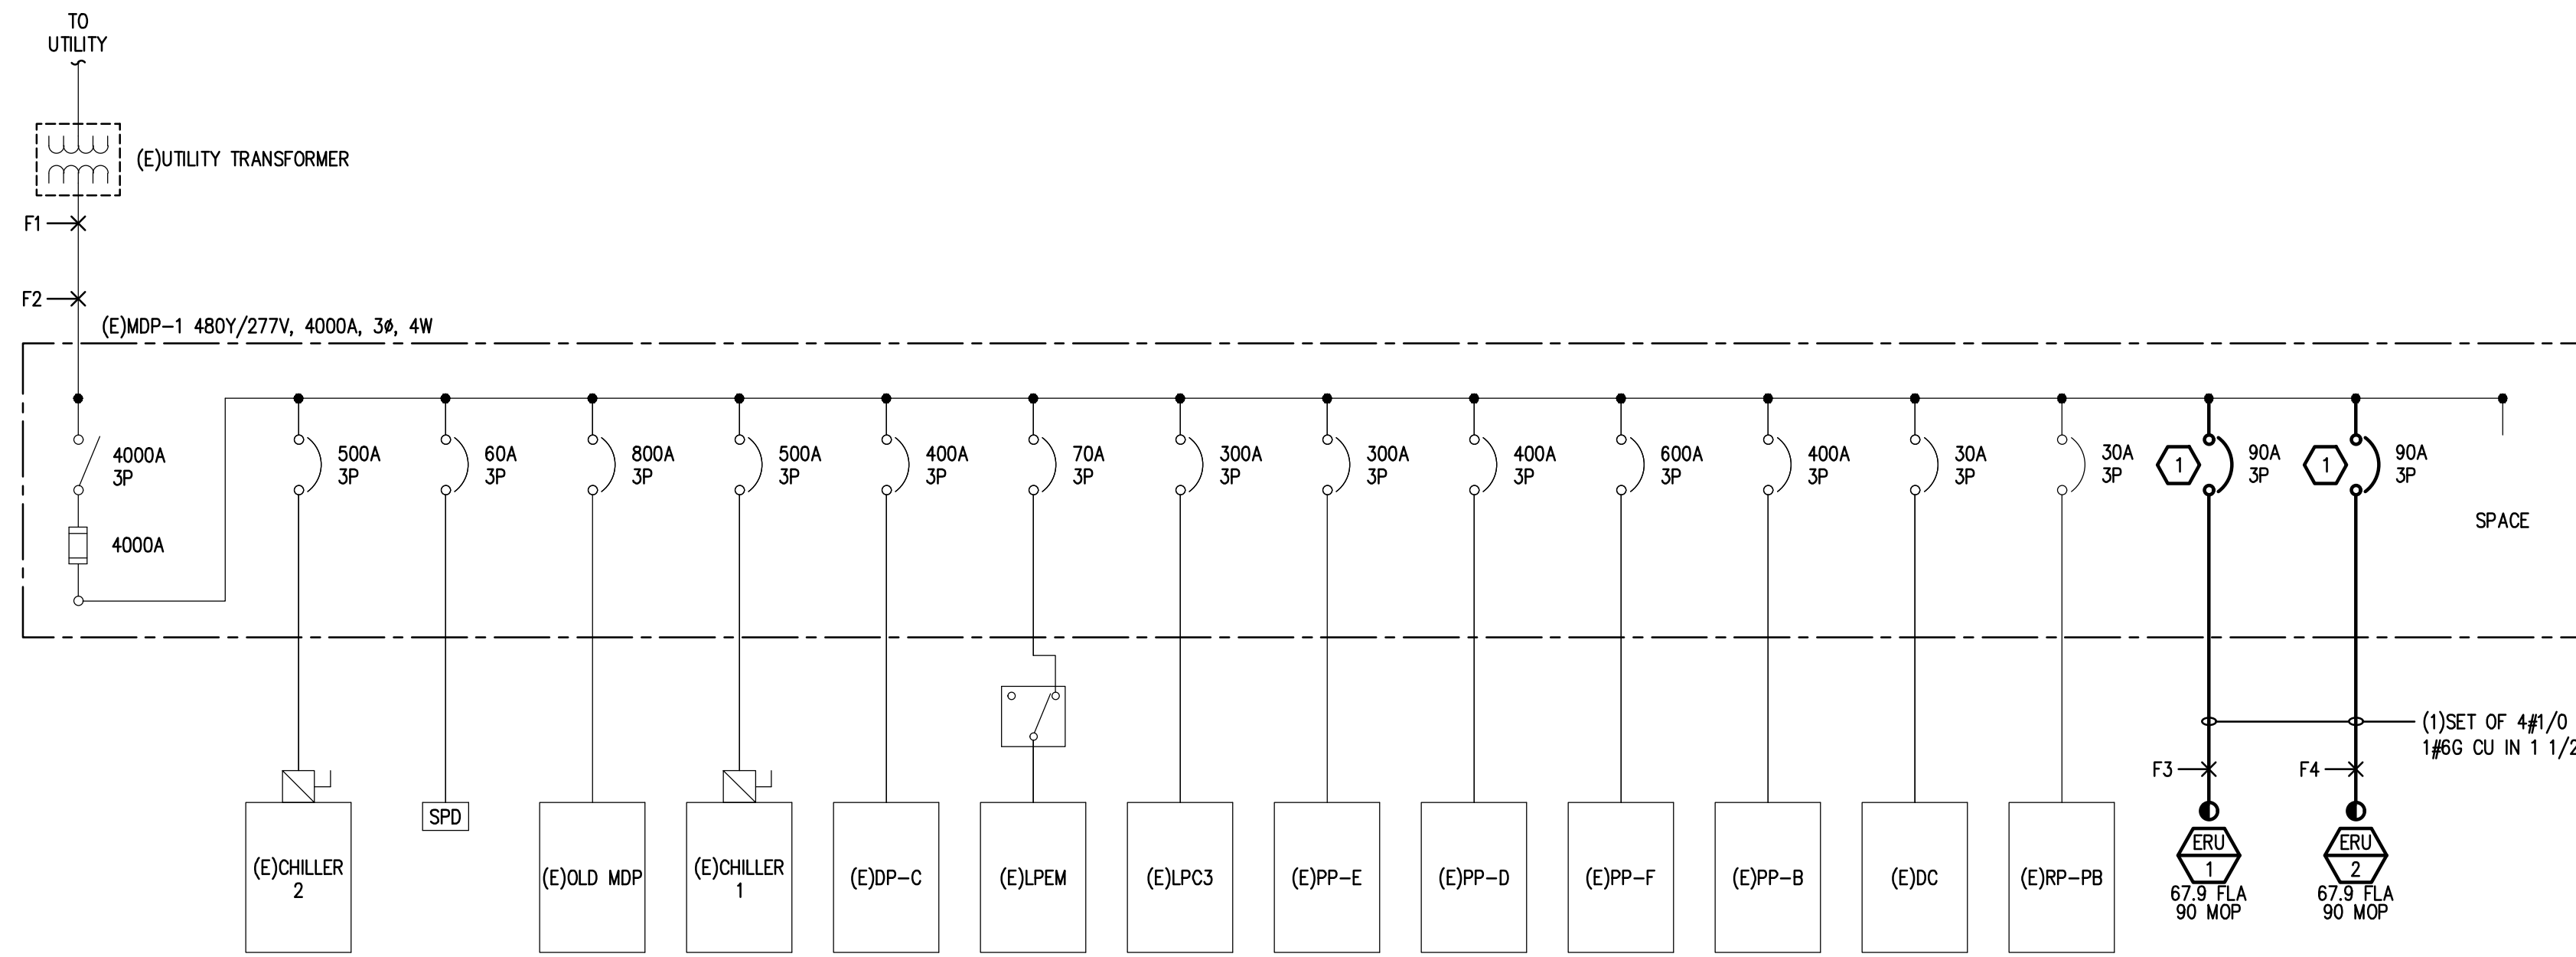 TO
UTILITY
(E)UTILITY TRANSFORMER
F1
F2
(E)MDP-1 480Y/277V, 4000A, 3ø, 4W
4000A
3P
4000A
500A
3P
60A
3P
800A
3P
500A
3P
400A
3P
70A
3P
300A
3P
300A
3P
400A
3P
600A
3P
400A
3P
30A
3P
30A
3P
1
90A
3P
1
90A
3P
SPACE
(1)SET OF 4#1/0
1#6G CU IN 1 1/2
F3
F4
(E)CHILLER
2
SPD
(E)OLD MDP
(E)CHILLER
1
(E)DP-C
(E)LPEM
(E)LPC3
(E)PP-E
(E)PP-D
(E)PP-F
(E)PP-B
(E)DC
(E)RP-PB
ERU
1
67.9 FLA
90 MOP
ERU
2
67.9 FLA
90 MOP